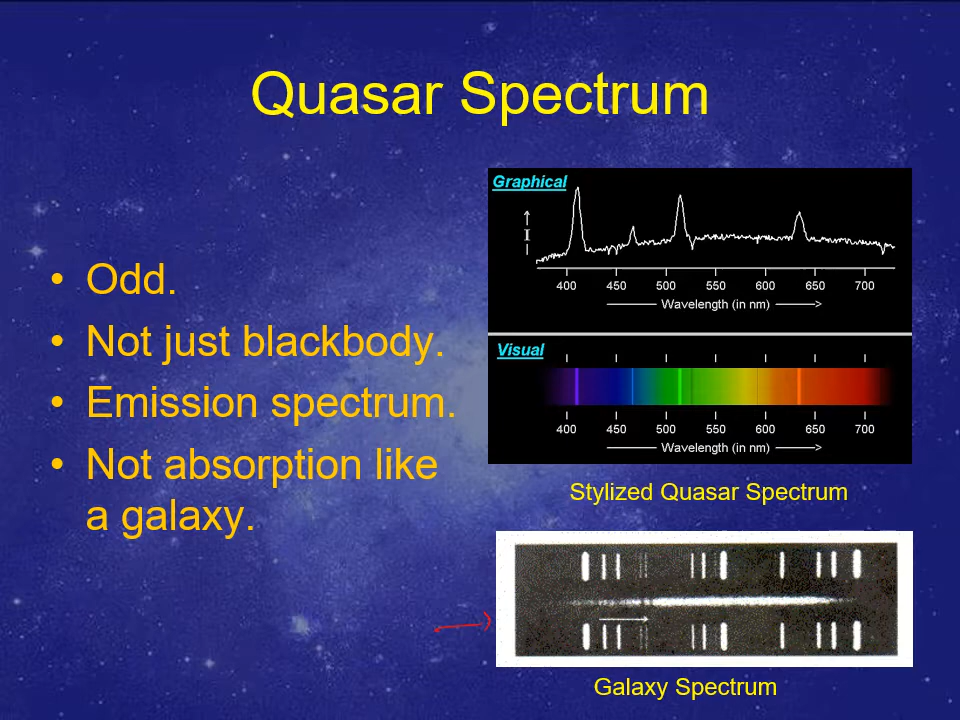 Quasar Spectrum
• Odd.
• Not just blackbody.
• Emission spectrum.
• Not absorption like
a galaxy.
Graphical
I
400 450 500 550 600 650 700
Wavelength (in nm)
Visual
400 450 500 550 600 650 700
Wavelength (in nm)
Stylized Quasar Spectrum
Galaxy Spectrum